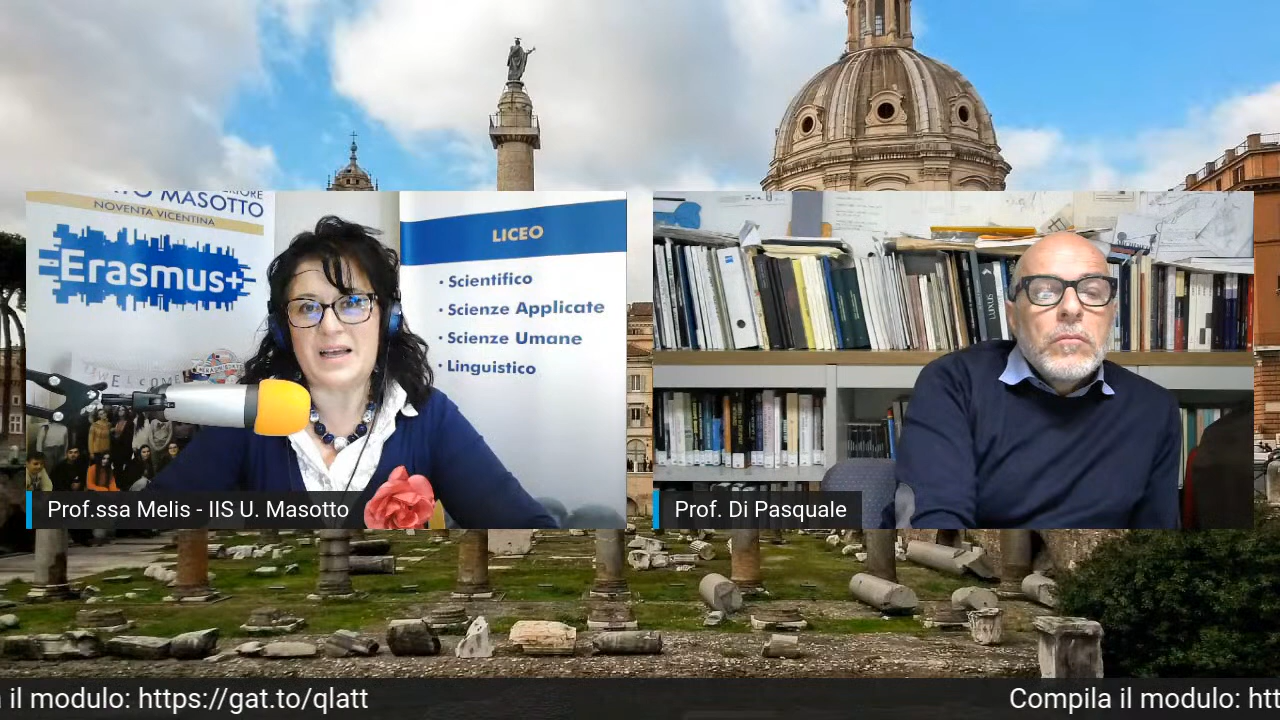 MASOTTO
NOVENTA VICENTINA
Erasmus+
WELCOME
LICEO
· Scientifico
· Scienze Applicate
· Scienze Umane
· Linguistico
Prof.ssa Melis - IIS U. Masotto
Prof. Di Pasquale
il modulo: https://gat.to/qlatt
Compila il modulo: htt